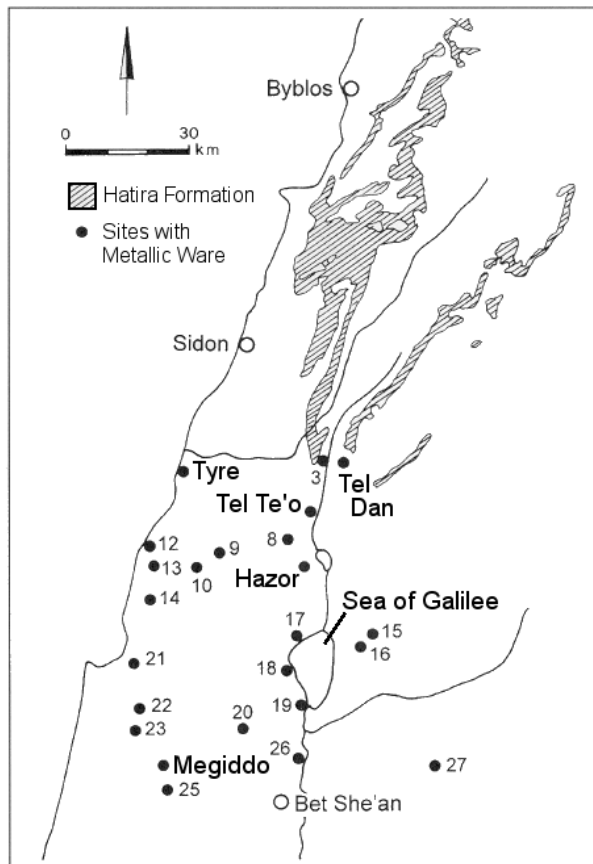 Byblos
0 30
km
Hatira Formation
Sites with
Metallic Ware
Sidon
Tyre
3
Tel
Dan
Tel Te'o
12
9
8
13
10
Hazor
14
Sea of Galilee
17
15
16
21
18
22
19
23
20
26
Megiddo
27
25
Bet She'an